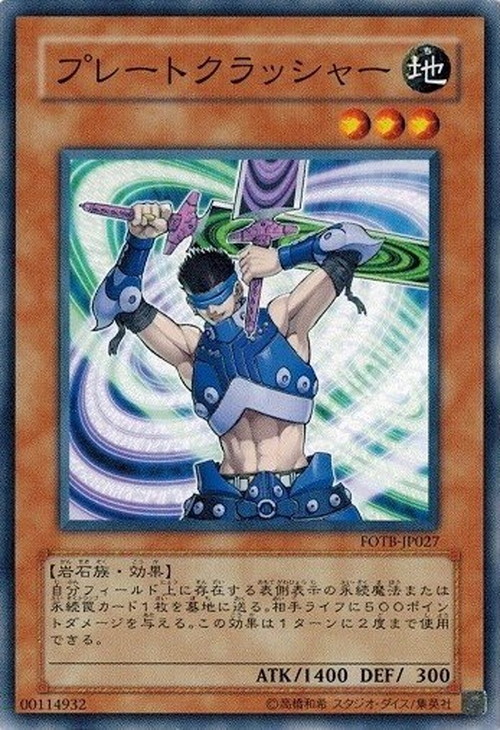 プレートクラッシャー
地
FOTB-JP027
【岩石族・効果】
自分フィールド上に存在する表側表示の永続魔法または
永続罠カード1枚を墓地に送る。相手ライフに500ポイン
トダメージを与える。この効果は1ターンに2度まで使用
できる。
ATK/1400 DEF/ 300
00114932
©高橋和希 スタジオ・ダイス/集英社